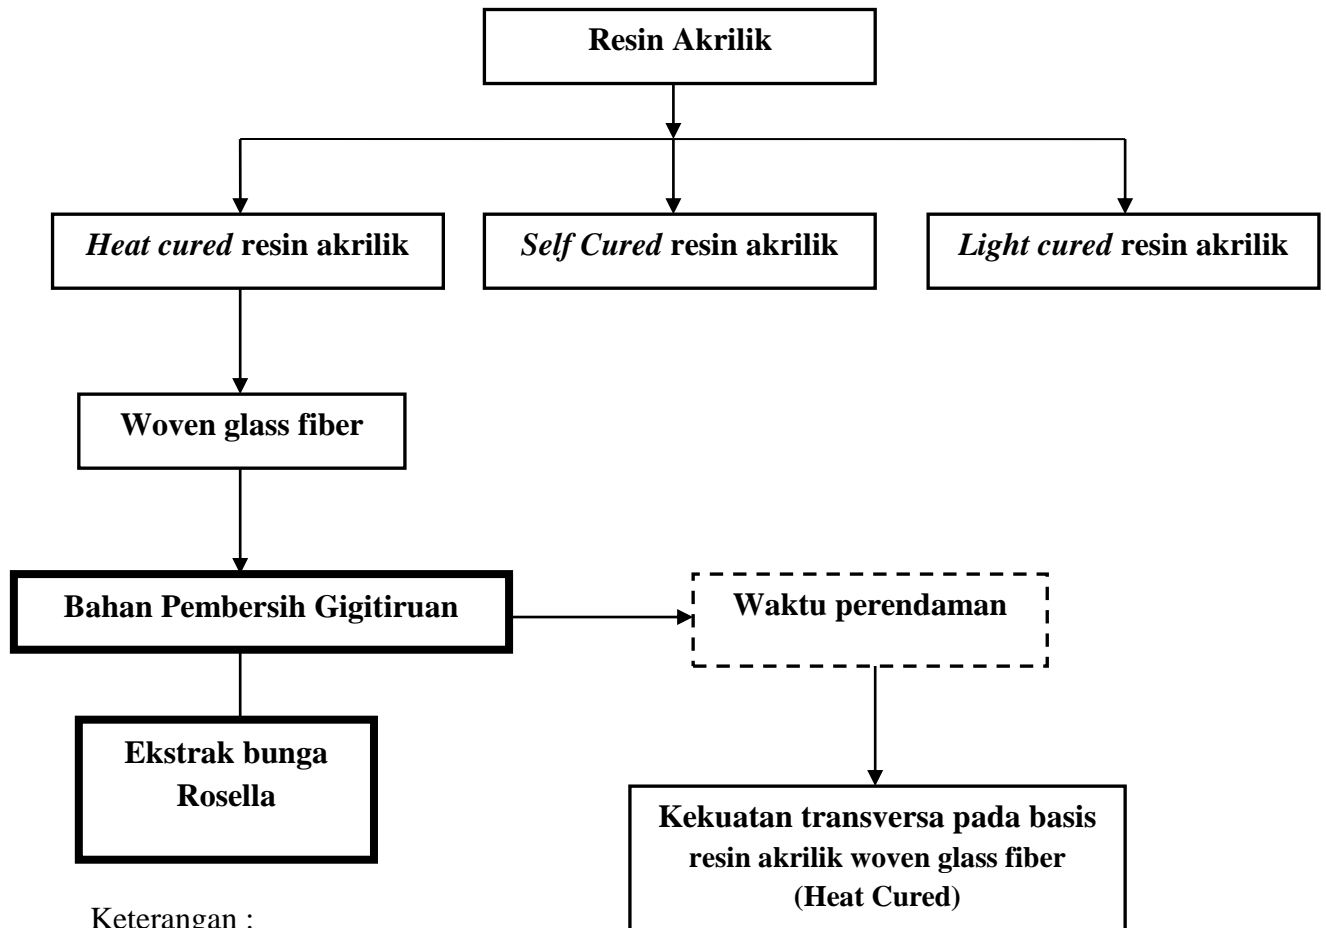 Resin Akrilik
Heat cured resin akrilik
Self Cured resin akrilik
Light cured resin akrilik
Woven glass fiber
Bahan Pembersih Gigitiruan
Waktu perendaman
Ekstrak bunga
Rosella
Kekuatan transversa pada basis
resin akrilik woven glass fiber
(Heat Cured)
Keterangan :